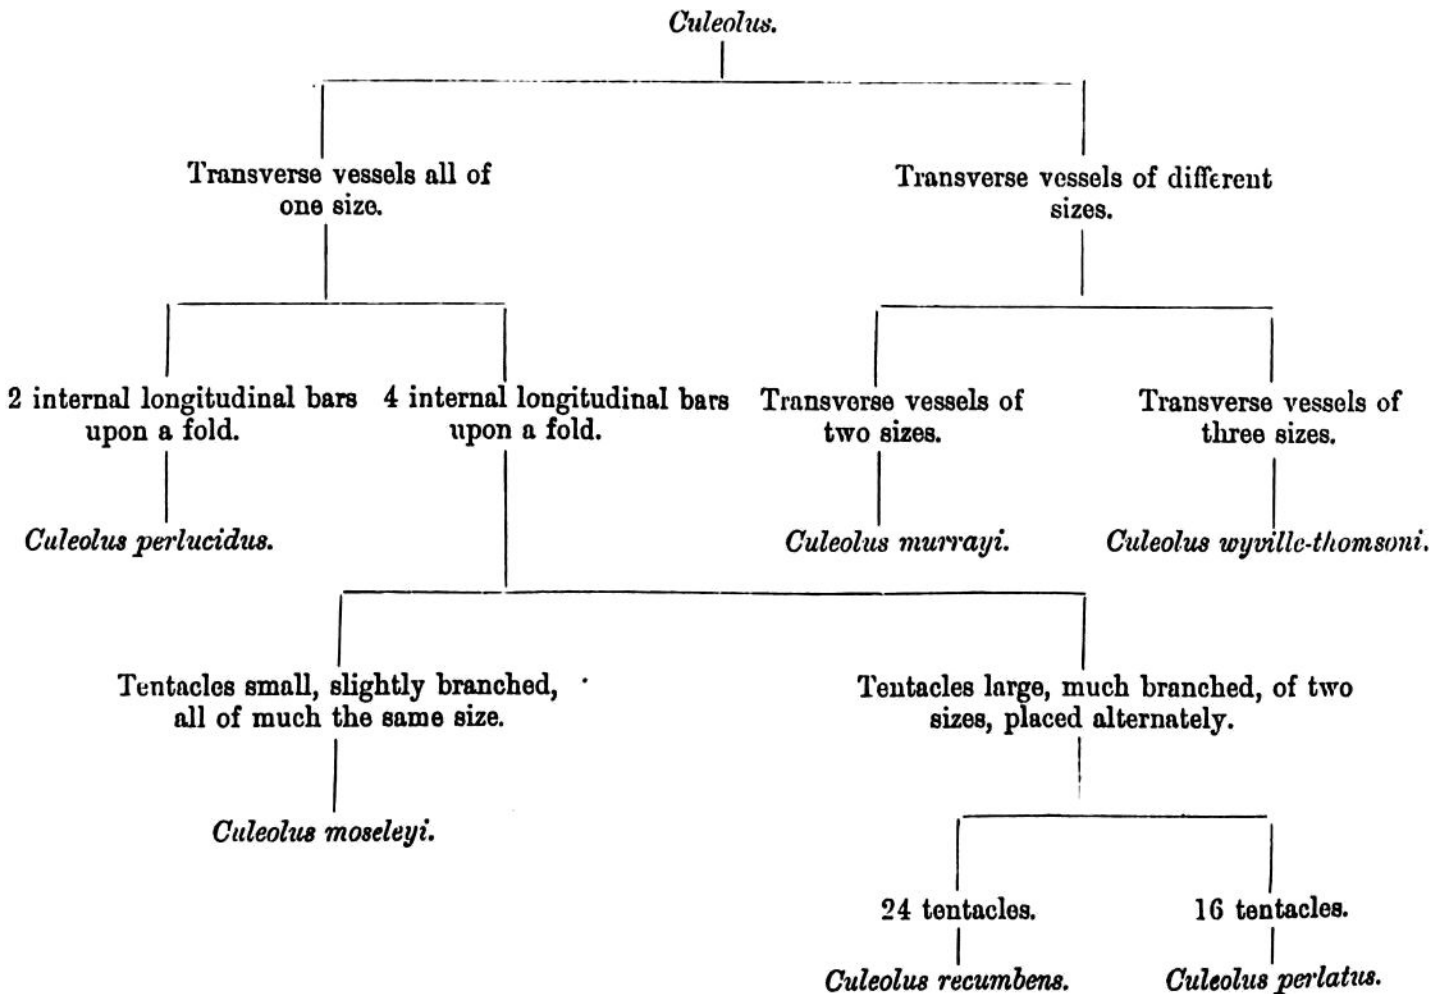 Culeolus.
Transverse vessels all of
one size.
Transverse vessels of different
sizes.
2 internal longitudinal bars
upon a fold.
4 internal longitudinal bars
upon a fold.
Transverse vessels of
two sizes.
Transverse vessels of
three sizes.
Culeolus perlucidus.
Culeolus murrayi.
Culeolus wyville-thomsoni.
Tentacles small, slightly branched,
all of much the same size.
Tentacles large, much branched, of two
sizes, placed alternately.
Culeolus moseleyi.
24 tentacles.
16 tentacles.
Culeolus recumbens.
Culeolus perlatus.